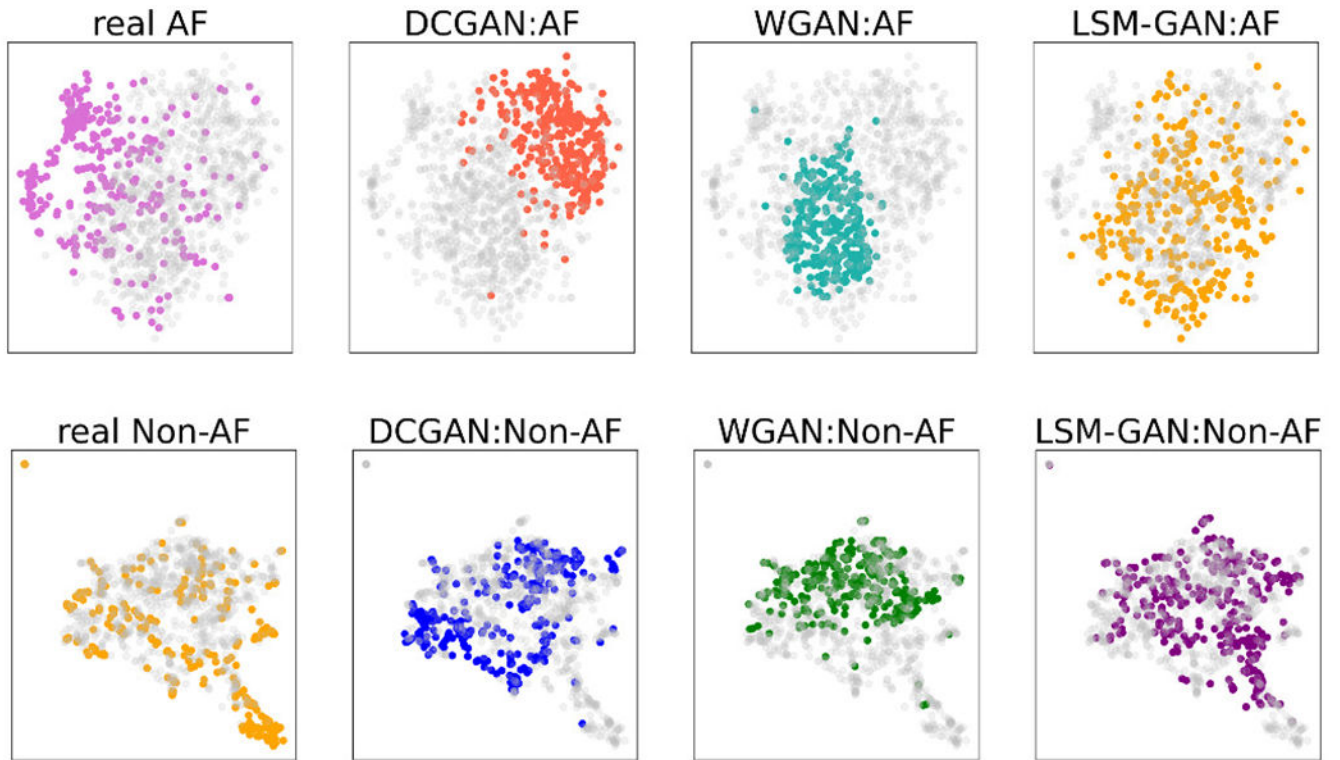 real AF
DCGAN:AF
WGAN:AF
LSM-GAN:AF
real Non-AF
DCGAN:Non-AF
WGAN:Non-AF
LSM-GAN:Non-AF